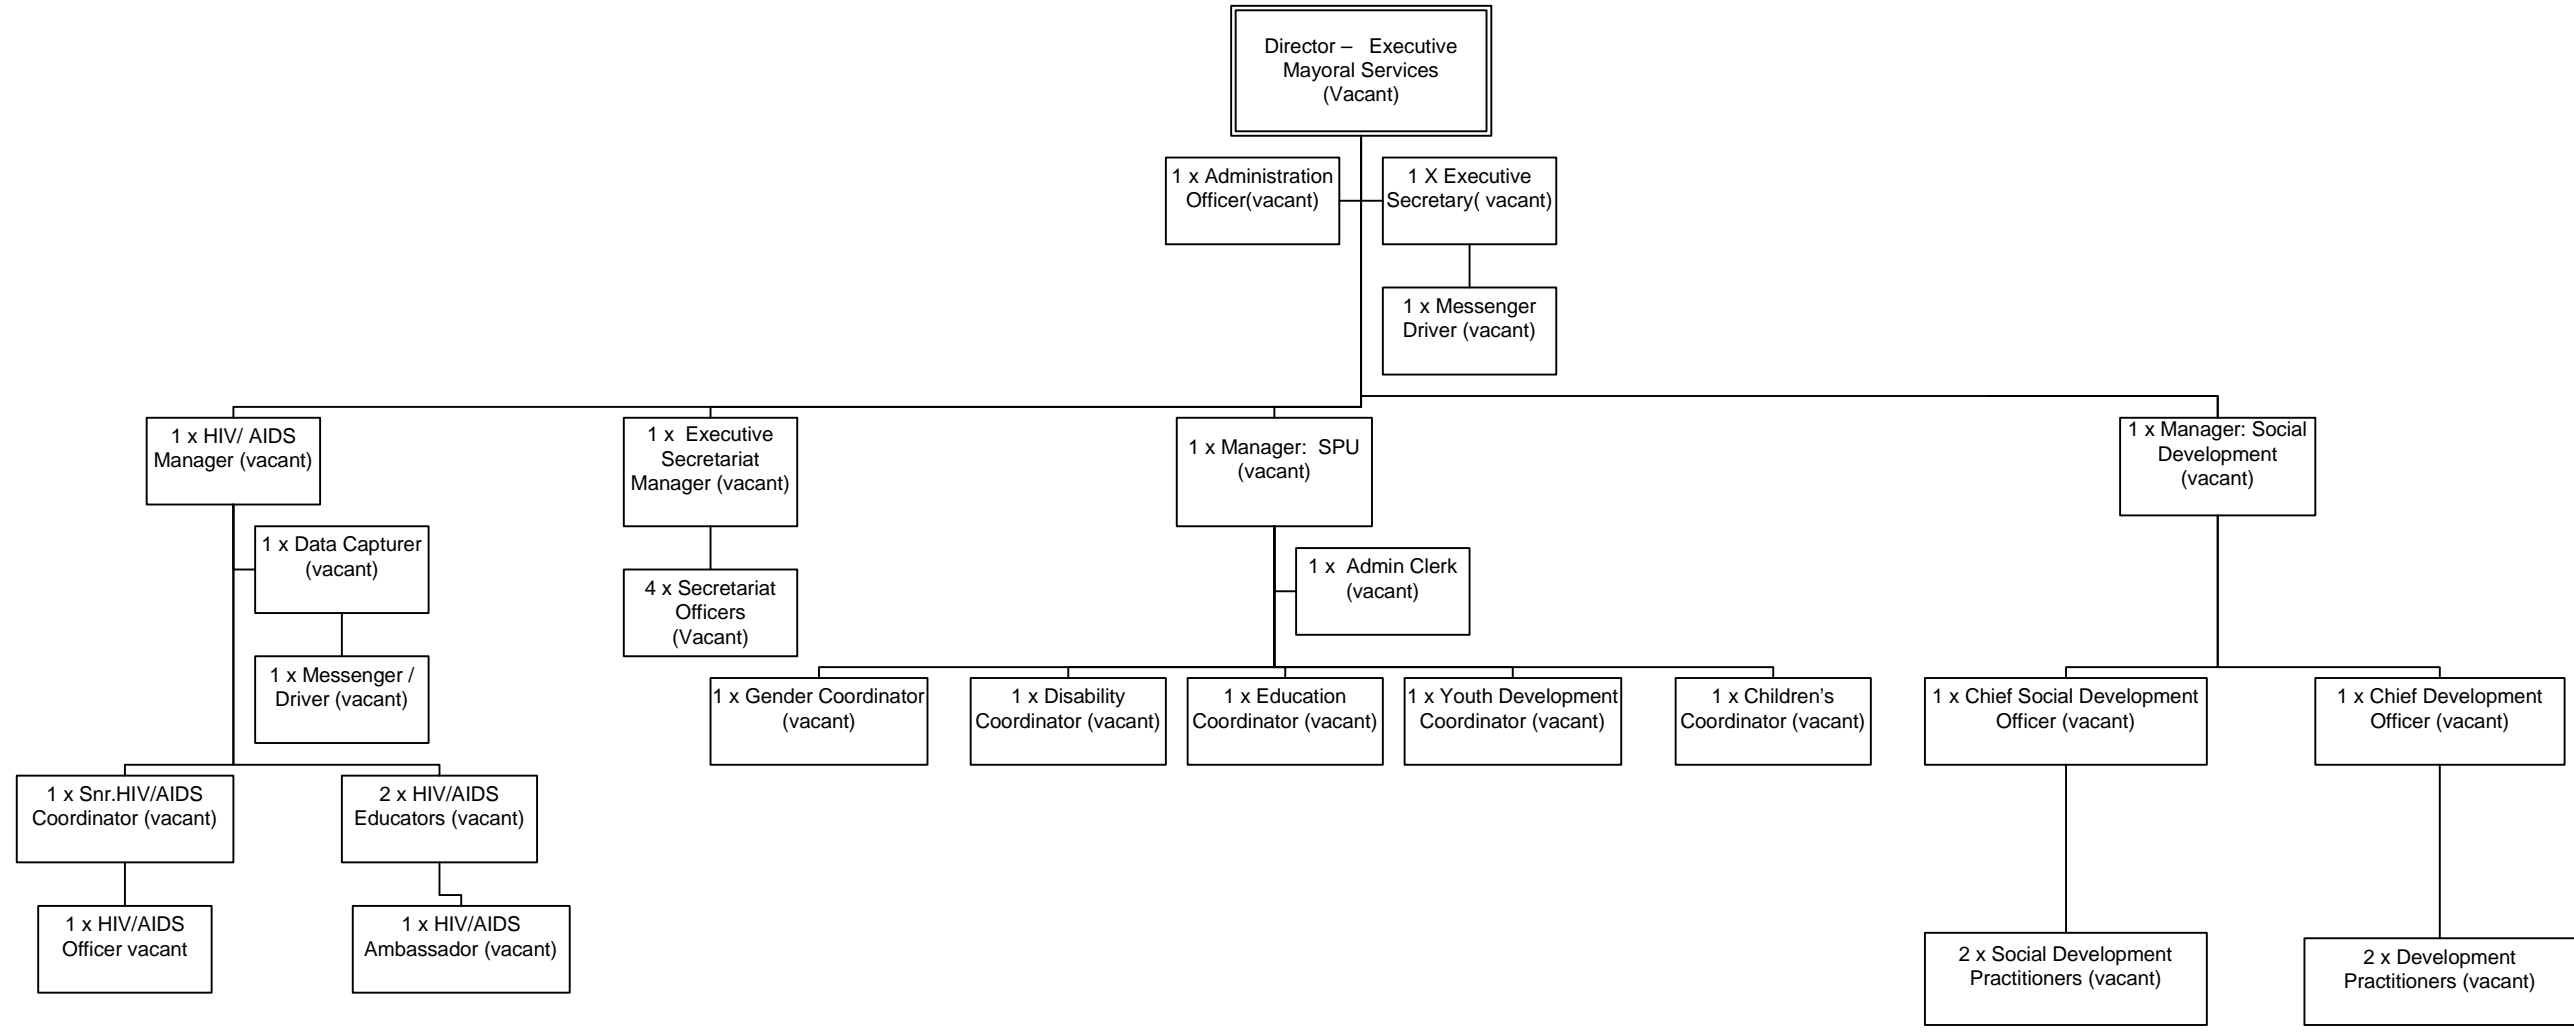 Director – Executive
Mayoral Services
(Vacant)
1 x Administration
Officer(vacant)
1 X Executive
Secretary( vacant)
1 x Messenger
Driver (vacant)
1 x HIV/ AIDS
Manager (vacant)
1 x Executive
Secretariat
Manager (vacant)
1 x Manager: SPU
(vacant)
1 x Manager: Social
Development
(vacant)
1 x Data Capturer
(vacant)
1 x Messenger /
Driver (vacant)
4 x Secretariat
Officers
(Vacant)
1 x Admin Clerk
(vacant)
1 x Gender Coordinator
(vacant)
1 x Disability
Coordinator (vacant)
1 x Education
Coordinator (vacant)
1 x Youth Development
Coordinator (vacant)
1 x Children’s
Coordinator (vacant)
1 x Chief Social Development
Officer (vacant)
1 x Chief Development
Officer (vacant)
1 x Snr.HIV/AIDS
Coordinator (vacant)
2 x HIV/AIDS
Educators (vacant)
1 x HIV/AIDS
Officer vacant
1 x HIV/AIDS
Ambassador (vacant)
2 x Social Development
Practitioners (vacant)
2 x Development
Practitioners (vacant)